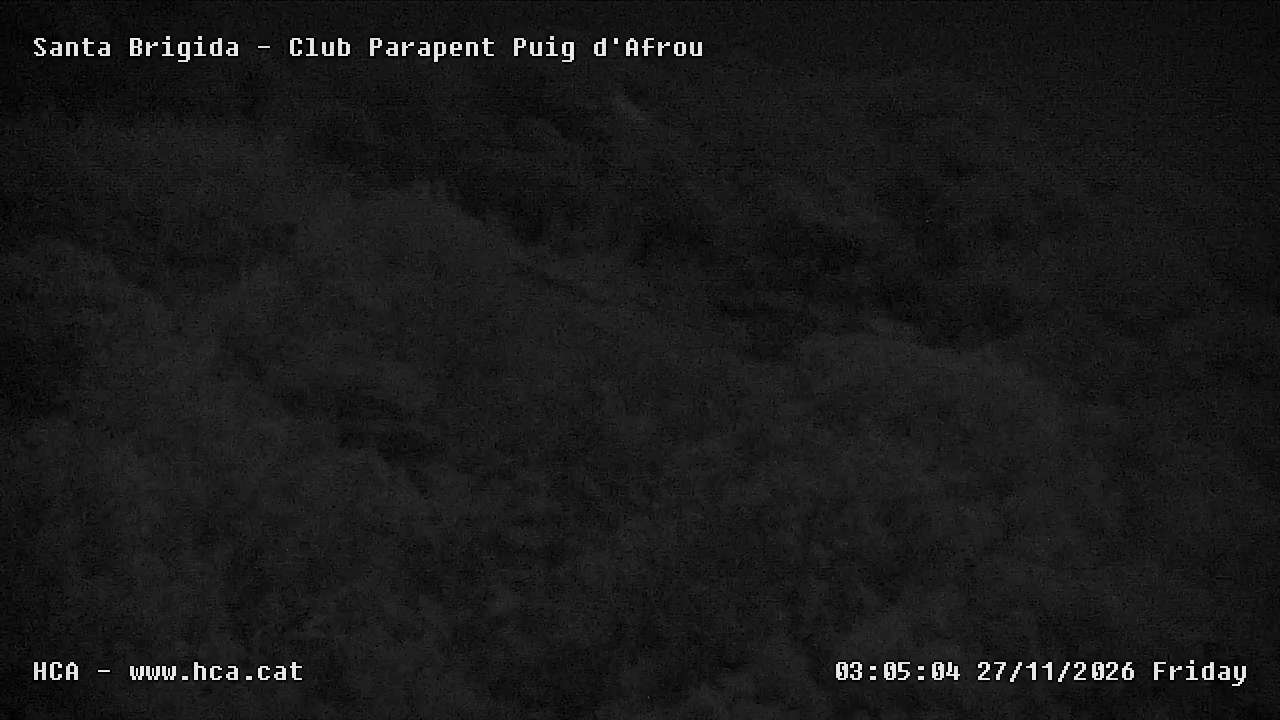 Santa Brigida - Club Parapent Puig d'Afrou
HCA - www.hca.cat
03:05:04 27/11/2026 Friday